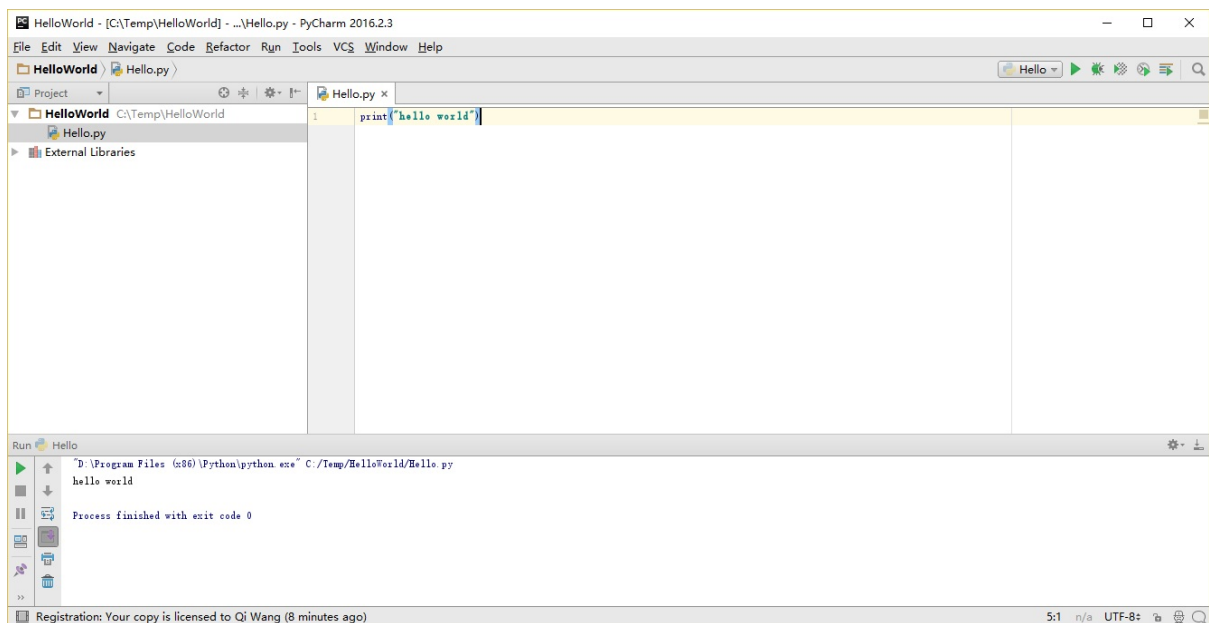 PC HelloWorld - [C:\Temp\HelloWorld] - ...\Hello.py - PyCharm 2016.2.3
File Edit View Navigate Code Refactor Run Tools VCS Window Help
HelloWorld Hello.py Hello
Project Hello.py ×
HelloWorld C:\Temp\HelloWorld
1 print("hello world")
Hello.py
External Libraries
Run Hello
"D:\Program Files (x86)\Python\python.exe" C:/Temp/HelloWorld/Hello.py
hello world
Process finished with exit code 0
Registration: Your copy is licensed to Qi Wang (8 minutes ago) 5:1 n/a UTF-8